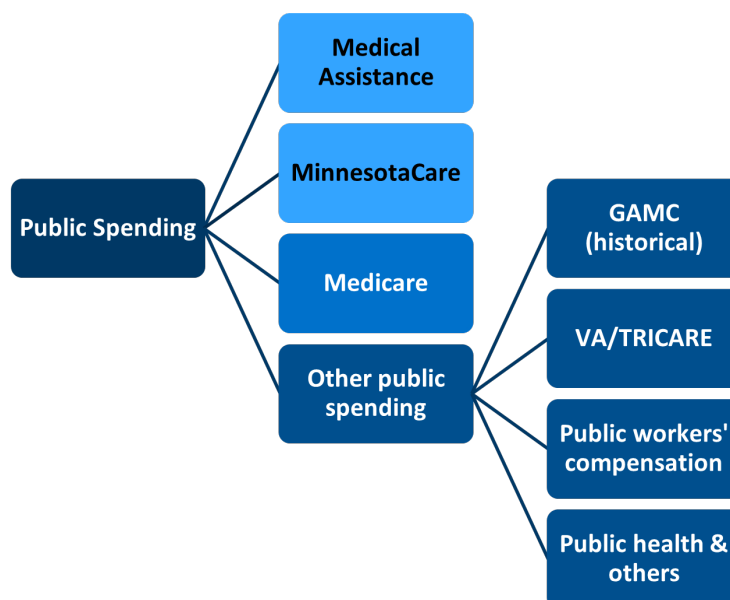 Medical
Assistance
MinnesotaCare
Public Spending
Medicare
Other public
spending
GAMC
(historical)
VA/TRICARE
Public workers'
compensation
Public health &
others